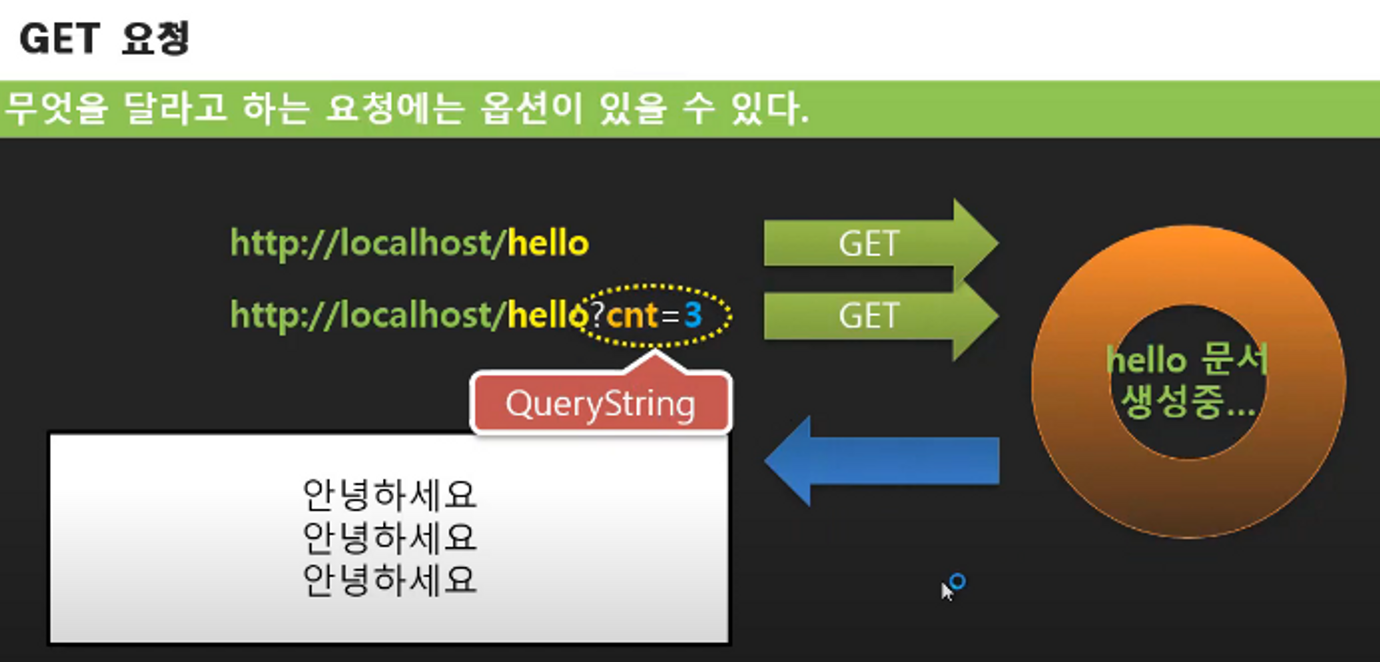 GET 요청
무엇을 달라고 하는 요청에는 옵션이 있을 수 있다.
http://localhost/hello
GET
http://localhost/hello?cnt=3
GET
QueryString
hello 문서
생성중...
안녕하세요
안녕하세요
안녕하세요